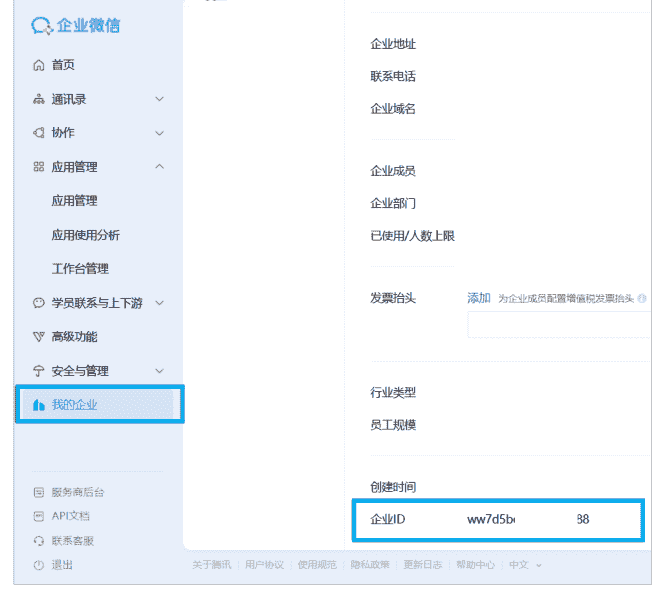 企业微信
首页
通讯录
协作
应用管理
应用管理
应用使用分析
工作台管理
学员联系与上下游
高级功能
安全与管理
我的企业
服务商后台
API文档
联系客服
退出
企业地址
联系电话
企业域名
企业成员
企业部门
已使用/人数上限
发票抬头 添加 为企业成员配置增值税发票抬头
行业类型
员工规模
创建时间
企业ID ww7d5b 88
关于腾讯 用户协议 使用规范 隐私政策 更新日志 帮助中心 中文